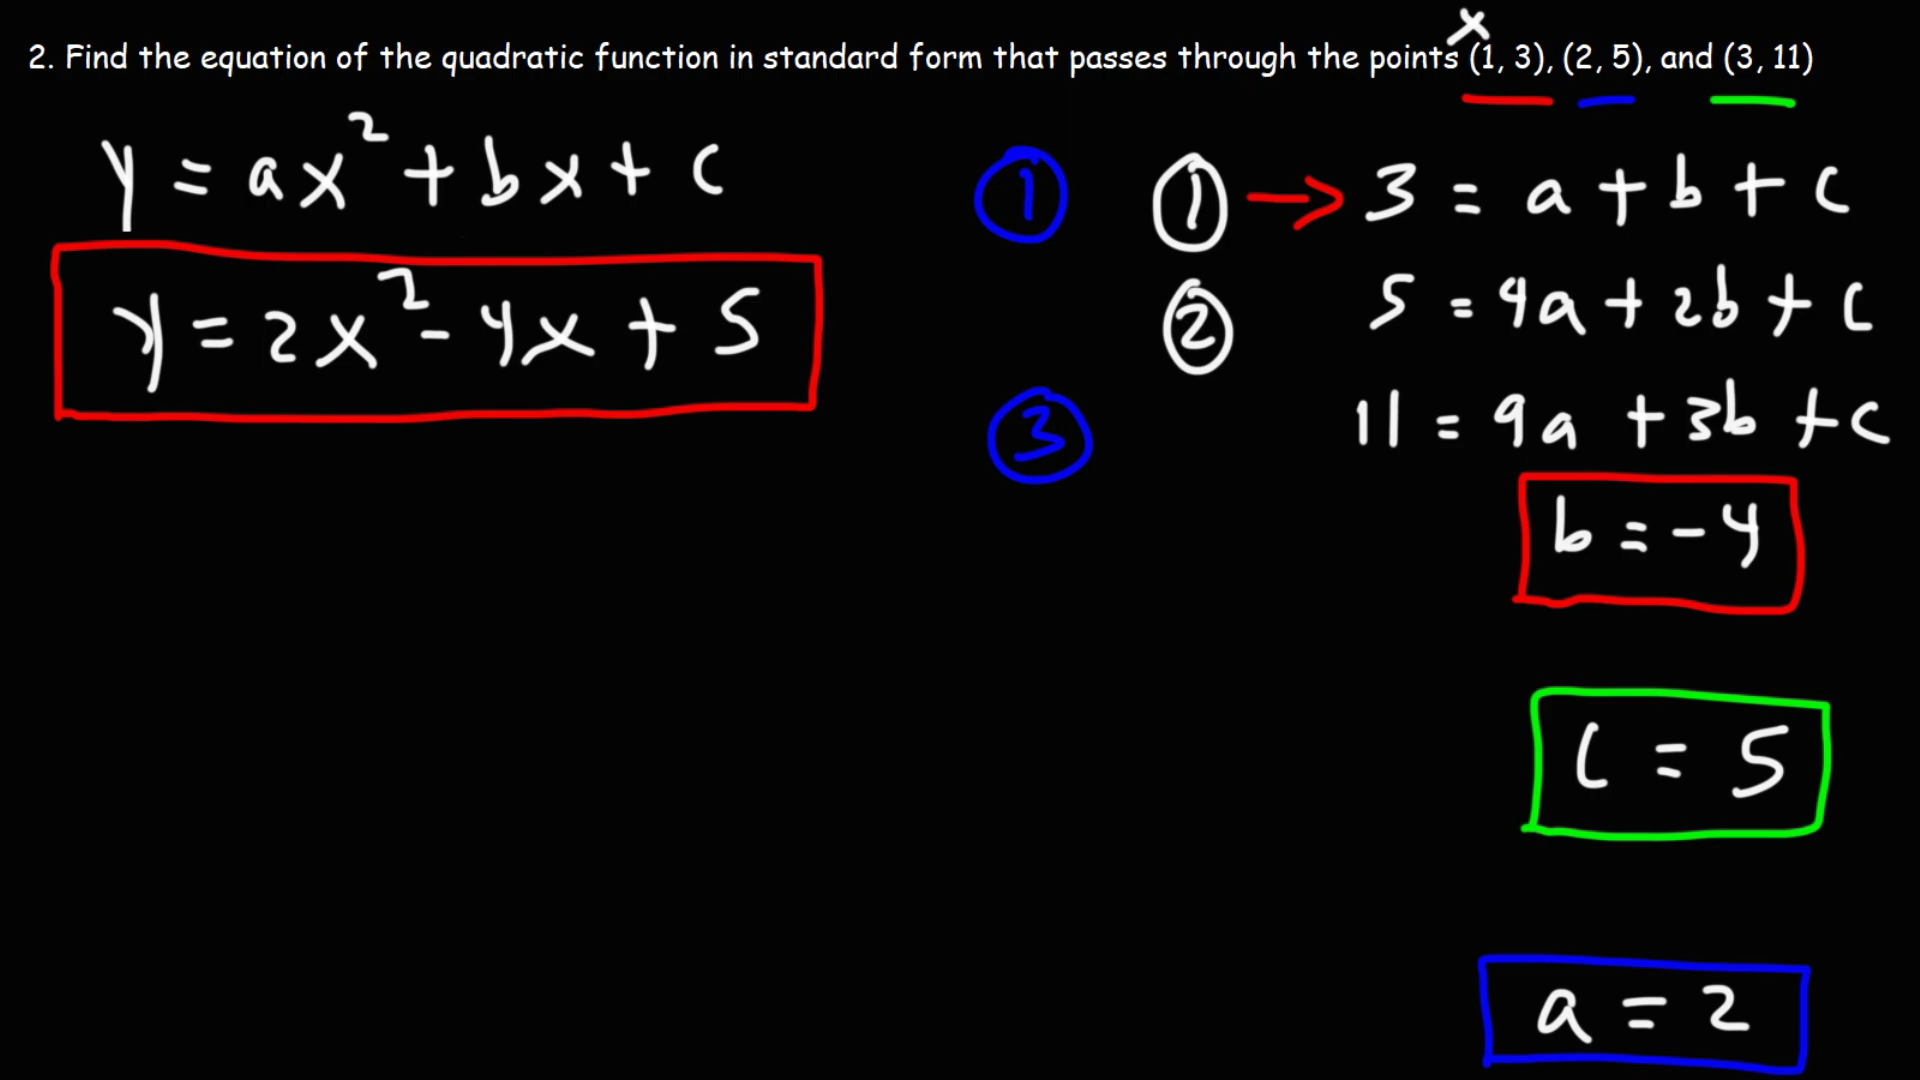 x
2. Find the equation of the quadratic function in standard form that passes through the points (1, 3), (2, 5), and (3, 11)
y = ax² + bx + c
y = 2x² - 4x + 5
① ① → 3 = a + b + c
② 5 = 4a + 2b + c
③ 11 = 9a + 3b + c
b = -4
c = 5
a = 2